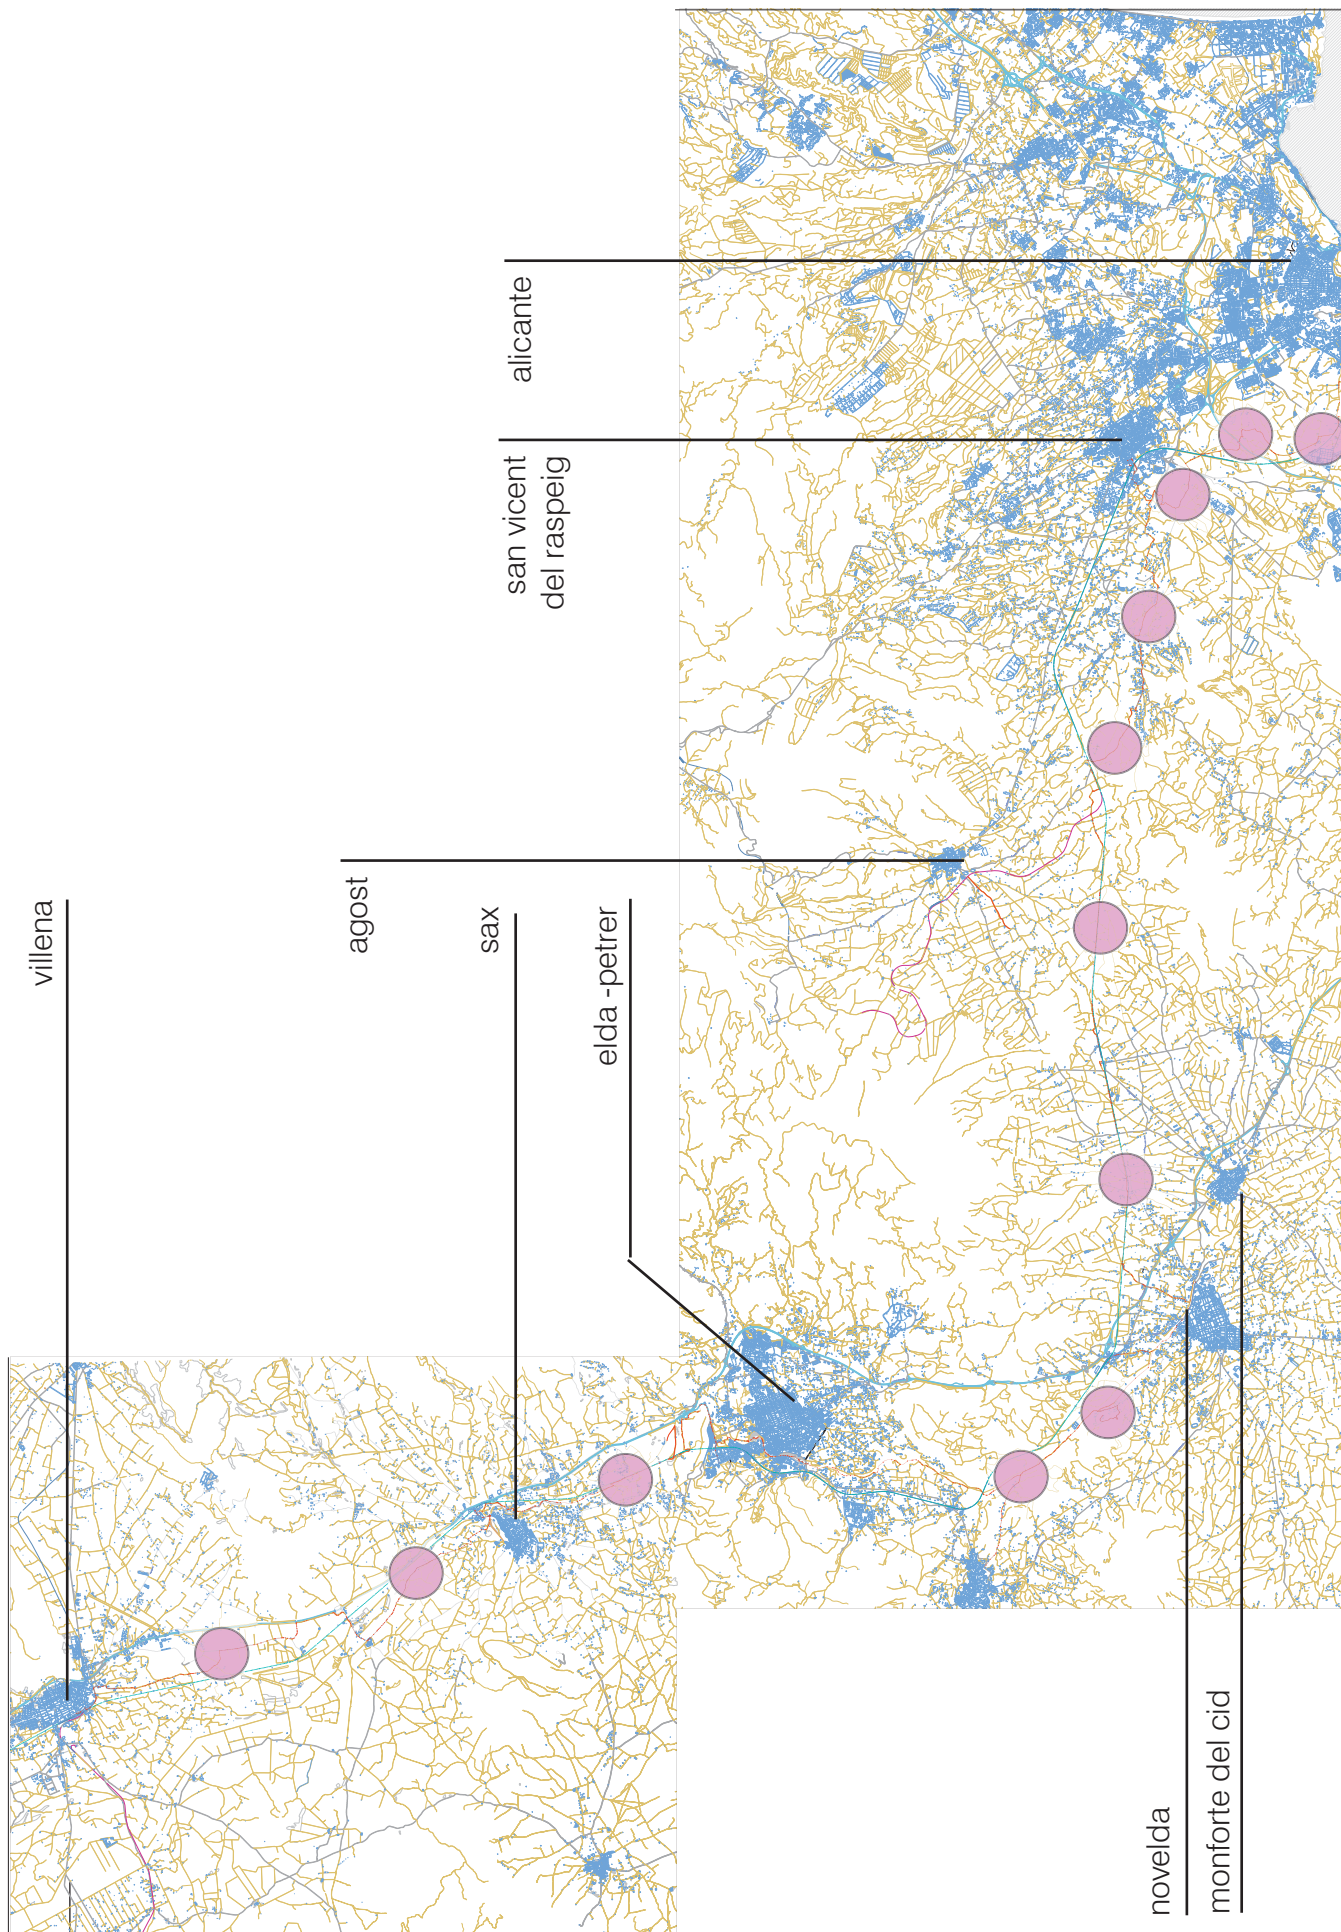 villena
agost
sax
elda -petrer
san vicent
del raspeig
alicante
novelda
monforte del cid